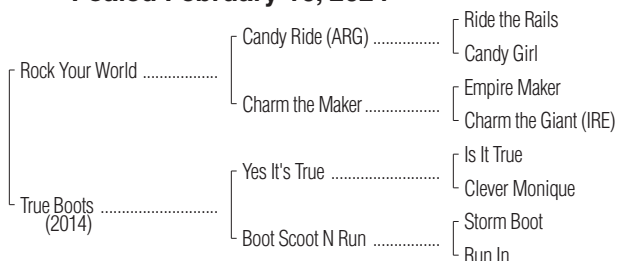 Foaled February 10, 2024
Ride the Rails
Candy Ride (ARG) ................
Candy Girl
Rock Your World ..................
Empire Maker
Charm the Maker ..................
Charm the Giant (IRE)
Is It True
Yes It's True ..........................
Clever Monique
True Boots ............................
(2014)
Storm Boot
Boot Scoot N Run ................
Run In